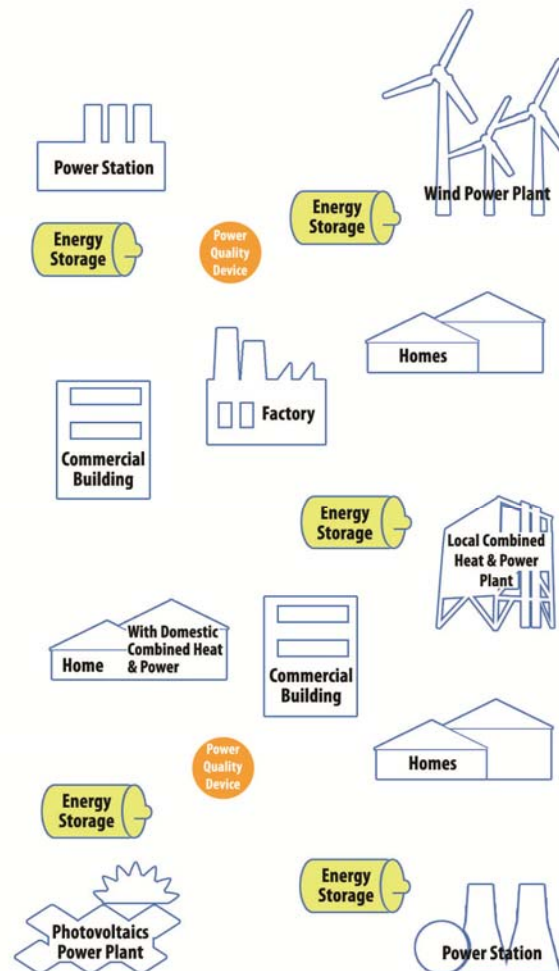 Power Station
Wind Power Plant
Energy
Storage
Energy
Storage
Power
Quality
Device
Homes
Factory
Commercial
Building
Energy
Storage
Local Combined
Heat & Power
Plant
Home
With Domestic
Combined Heat
& Power
Commercial
Building
Homes
Power
Quality
Device
Energy
Storage
Energy
Storage
Photovoltaics
Power Plant
Power Station